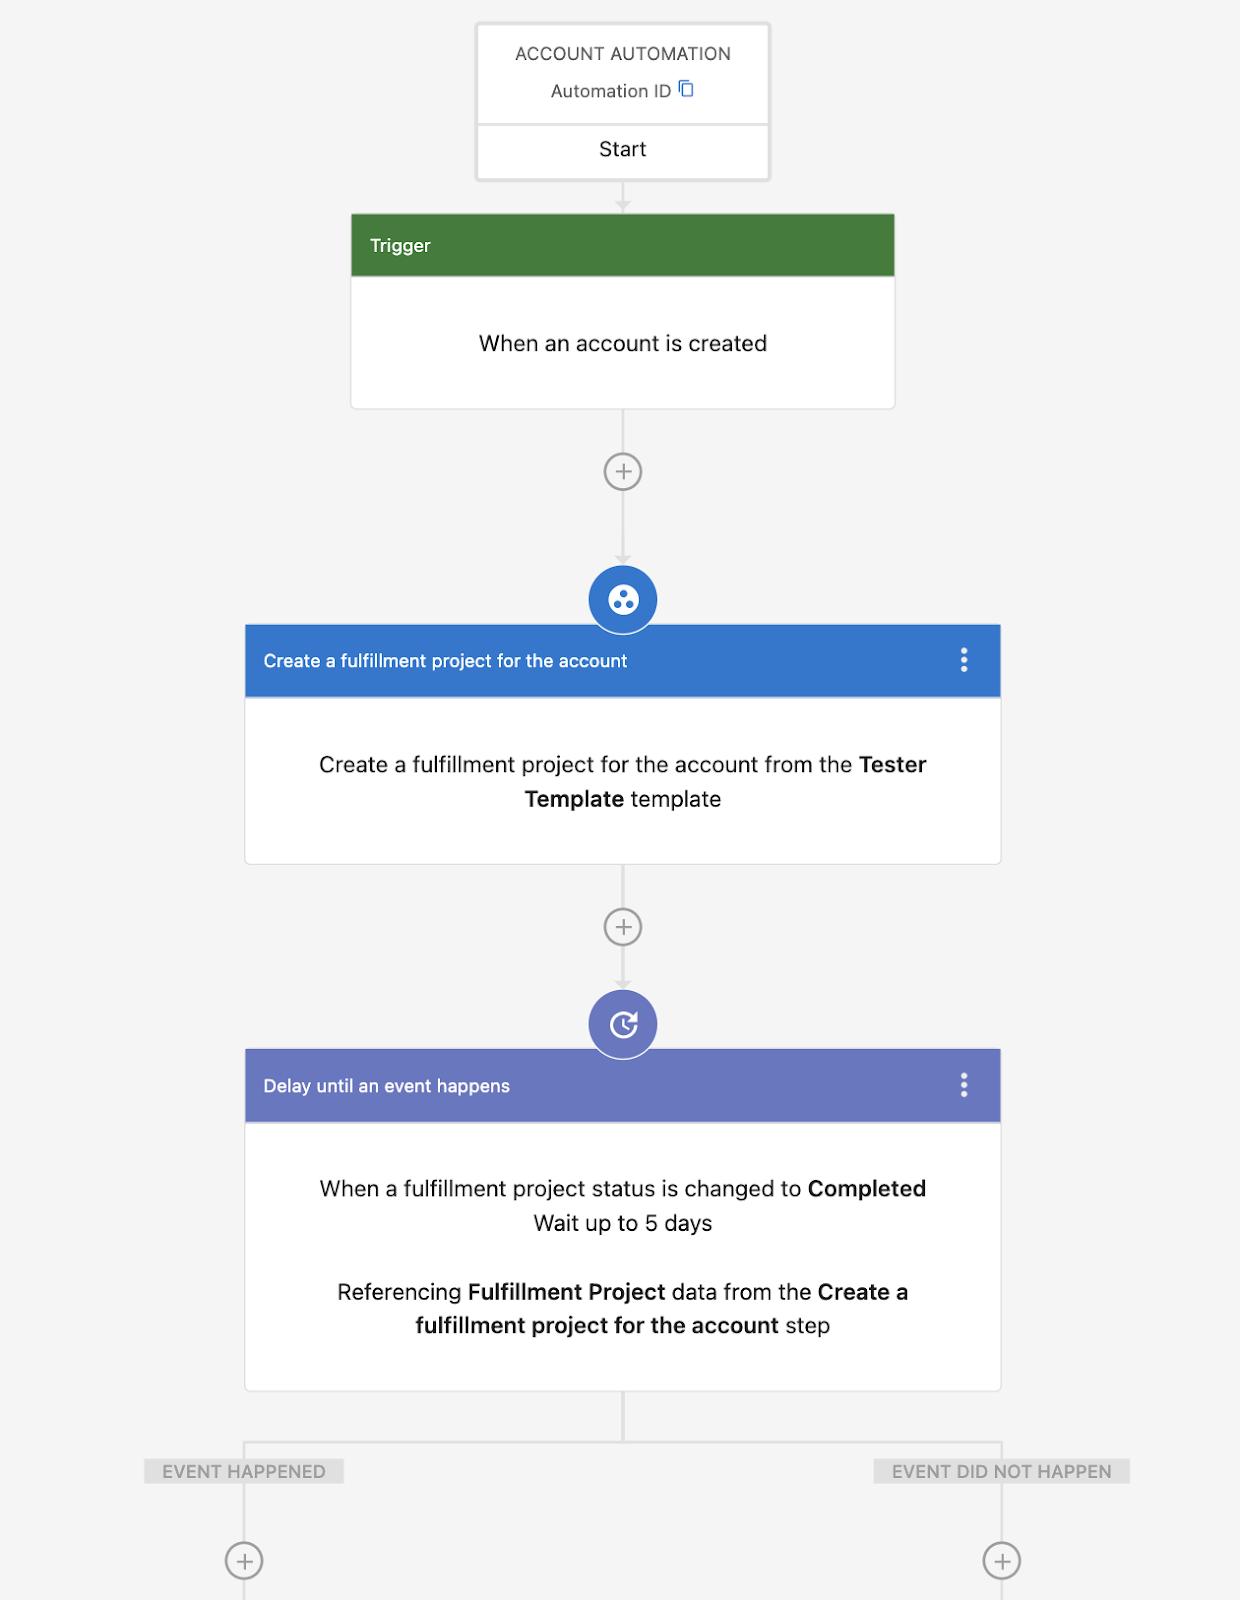 ACCOUNT AUTOMATION
Automation ID
Start
Trigger
When an account is created
Create a fulfillment project for the account
Create a fulfillment project for the account from the Tester
Template template
Delay until an event happens
When a fulfillment project status is changed to Completed
Wait up to 5 days
Referencing Fulfillment Project data from the Create a
fulfillment project for the account step
EVENT HAPPENED
EVENT DID NOT HAPPEN